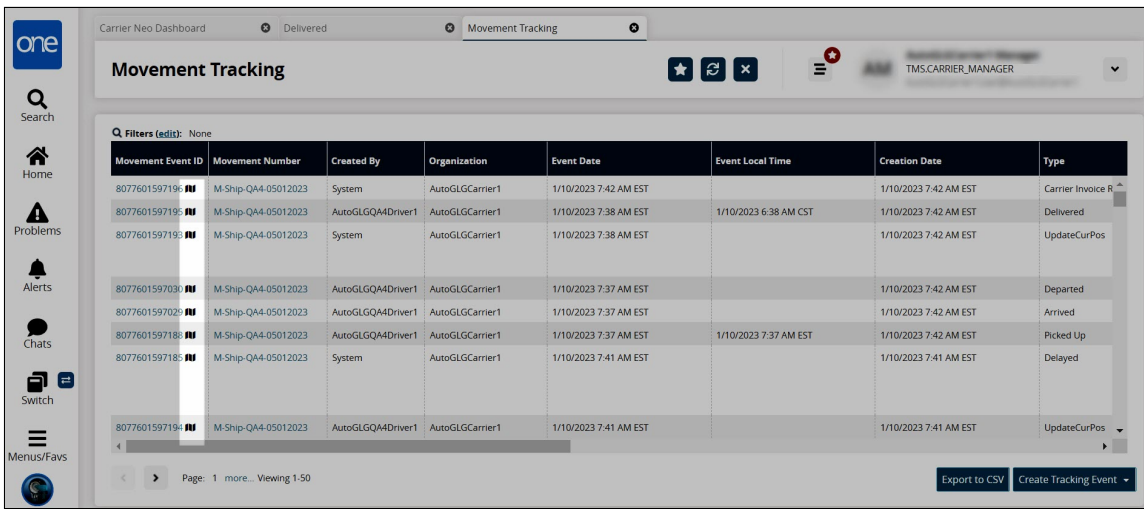 one
Carrier Neo Dashboard Delivered Movement Tracking
Movement Tracking
TMS.CARRIER_MANAGER
Search
Home
Problems
Alerts
Chats
Switch
Menus/Favs
Filters (edit): None
Movement Event ID Movement Number Created By Organization Event Date Event Local Time Creation Date Type
8077601597196 M-Ship-QA4-05012023 System AutoGLGCarrier1 1/10/2023 7:42 AM EST 1/10/2023 7:42 AM EST Carrier Invoice R
8077601597195 M-Ship-QA4-05012023 AutoGLGQA4Driver1 AutoGLGCarrier1 1/10/2023 7:38 AM EST 1/10/2023 6:38 AM CST 1/10/2023 7:42 AM EST Delivered
8077601597193 M-Ship-QA4-05012023 System AutoGLGCarrier1 1/10/2023 7:38 AM EST 1/10/2023 7:42 AM EST UpdateCurPos
8077601597030 M-Ship-QA4-05012023 AutoGLGQA4Driver1 AutoGLGCarrier1 1/10/2023 7:37 AM EST 1/10/2023 7:42 AM EST Departed
8077601597029 M-Ship-QA4-05012023 AutoGLGQA4Driver1 AutoGLGCarrier1 1/10/2023 7:37 AM EST 1/10/2023 7:42 AM EST Arrived
8077601597188 M-Ship-QA4-05012023 AutoGLGQA4Driver1 AutoGLGCarrier1 1/10/2023 7:37 AM EST 1/10/2023 7:37 AM EST 1/10/2023 7:42 AM EST Picked Up
8077601597185 M-Ship-QA4-05012023 System AutoGLGCarrier1 1/10/2023 7:41 AM EST 1/10/2023 7:41 AM EST Delayed
8077601597194 M-Ship-QA4-05012023 AutoGLGQA4Driver1 AutoGLGCarrier1 1/10/2023 7:41 AM EST 1/10/2023 7:41 AM EST UpdateCurPos
Page: 1 more... Viewing 1-50
Export to CSV Create Tracking Event